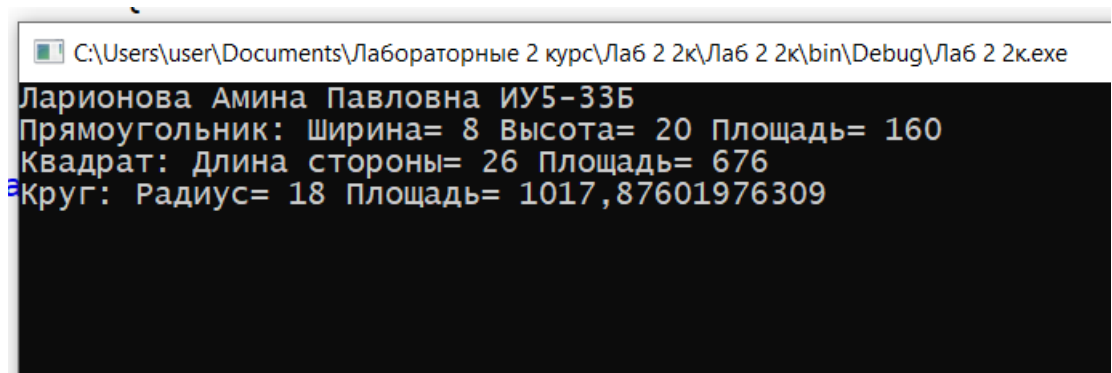 C:\Users\user\Documents\Лабораторные 2 курс\Лаб 2 2к\Лаб 2 2к\bin\Debug\Лаб 2 2к.exe
Ларионова Амина Павловна ИУ5-33Б
Прямоугольник: Ширина= 8 Высота= 20 Площадь= 160
Квадрат: Длина стороны= 26 Площадь= 676
Круг: Радиус= 18 Площадь= 1017,87601976309